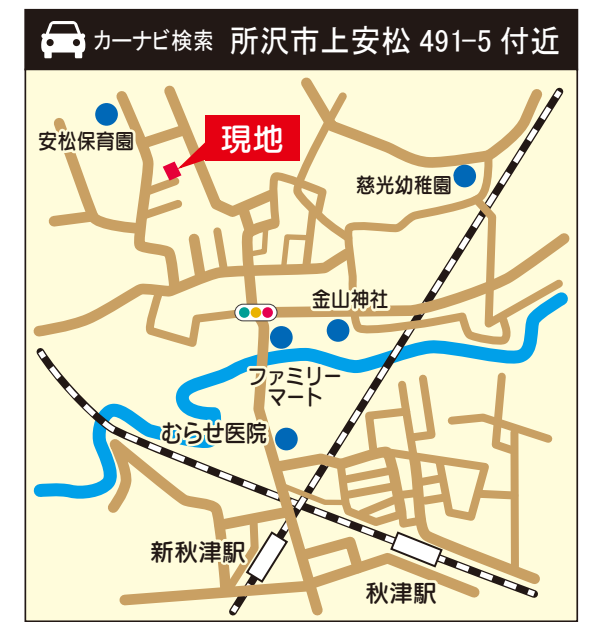 カーナビ検索 所沢市上安松 491-5 付近
安松保育園
現地
慈光幼稚園
金山神社
ファミリー
マート
むらせ医院
新秋津駅
秋津駅